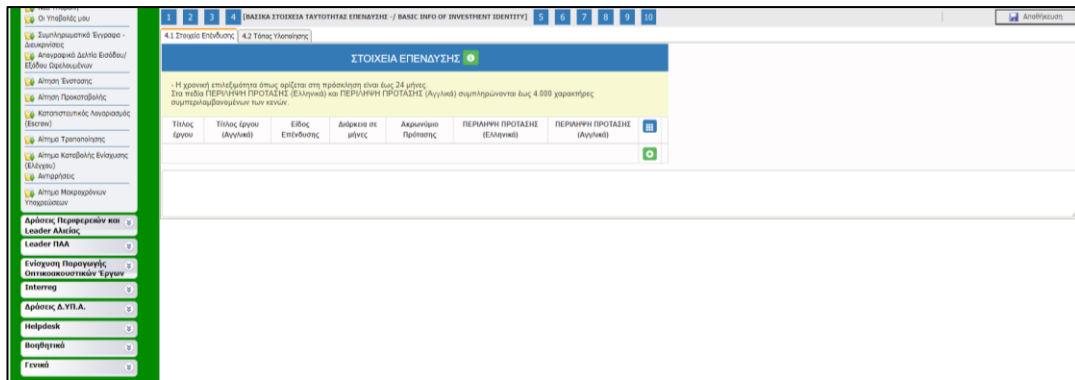 Οι Υποβολές μου
Συμπληρωματικά Έγγραφα -
Διευκρινίσεις
Απογραφικά Δελτία Εισόδου/
Εξόδου Ωφελουμένων
Αίτηση Ένστασης
Αίτηση Προκαταβολής
Καταπιστευτικός Λογαριασμός
(Escrow)
Αίτημα Τροποποίησης
Αίτημα Καταβολής Ενίσχυσης
(Ελέγχου)
Αντιρρήσεις
Αίτημα Μακροχρόνιων
Υποχρεώσεων
Δράσεις Περιφερειών και
Leader Αλιείας
Leader ΠΑΑ
Ενίσχυση Παραγωγής
Οπτικοακουστικών Έργων
Interreg
Δράσεις Δ.ΥΠ.Α.
Helpdesk
Βοηθητικά
Γενικά
1 2 3 4 [ΒΑΣΙΚΑ ΣΤΟΙΧΕΙΑ ΤΑΥΤΟΤΗΤΑΣ ΕΠΕΝΔΥΣΗΣ -/ BASIC INFO OF INVESTMENT IDENTITY] 5 6 7 8 9 10
Αποθήκευση
4.1 Στοιχεία Επένδυσης 4.2 Τόπος Υλοποίησης
ΣΤΟΙΧΕΙΑ ΕΠΕΝΔΥΣΗΣ
- Η χρονική επιλεξιμότητα όπως ορίζεται στη πρόσκληση είναι έως 24 μήνες.
Στα πεδία ΠΕΡΙΛΗΨΗ ΠΡΟΤΑΣΗΣ (Ελληνικά) και ΠΕΡΙΛΗΨΗ ΠΡΟΤΑΣΗΣ (Αγγλικά) συμπληρώνονται έως 4.000 χαρακτήρες
συμπεριλαμβανομένων των κενών.
Τίτλος έργου Τίτλος έργου (Αγγλικά) Είδος Επένδυσης Διάρκεια σε μήνες Ακρωνύμιο Πρότασης ΠΕΡΙΛΗΨΗ ΠΡΟΤΑΣΗΣ (Ελληνικά) ΠΕΡΙΛΗΨΗ ΠΡΟΤΑΣΗΣ (Αγγλικά)